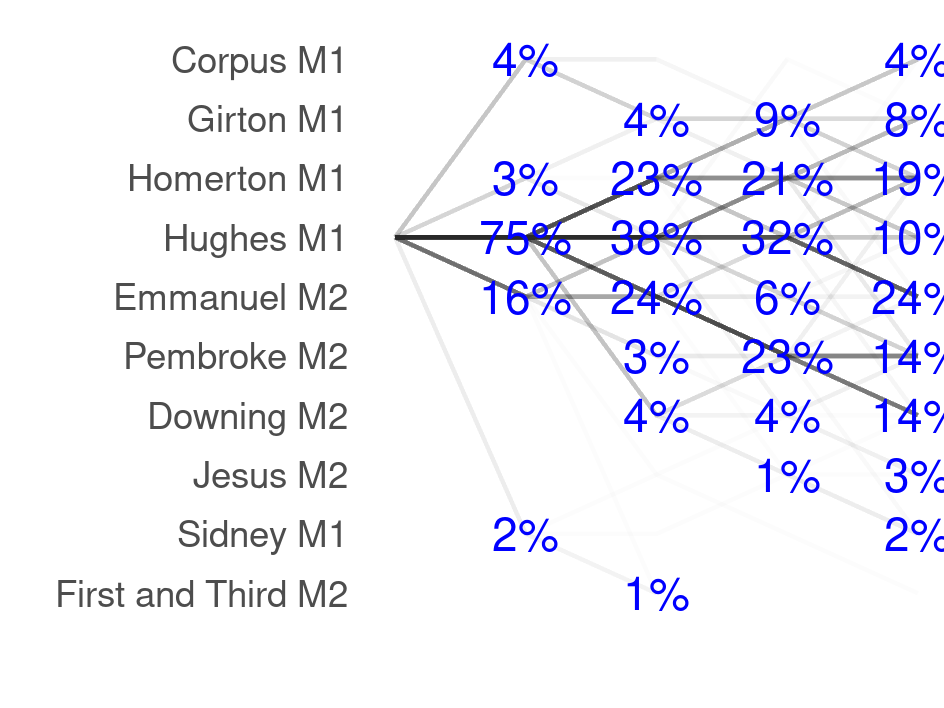 Corpus M1 4% 4%
Girton M1 4% 9% 8%
Homerton M1 3% 23% 21% 19%
Hughes M1 75% 38% 32% 10%
Emmanuel M2 16% 24% 6% 24%
Pembroke M2 3% 23% 14%
Downing M2 4% 4% 14%
Jesus M2 1% 3%
Sidney M1 2% 2%
First and Third M2 1%